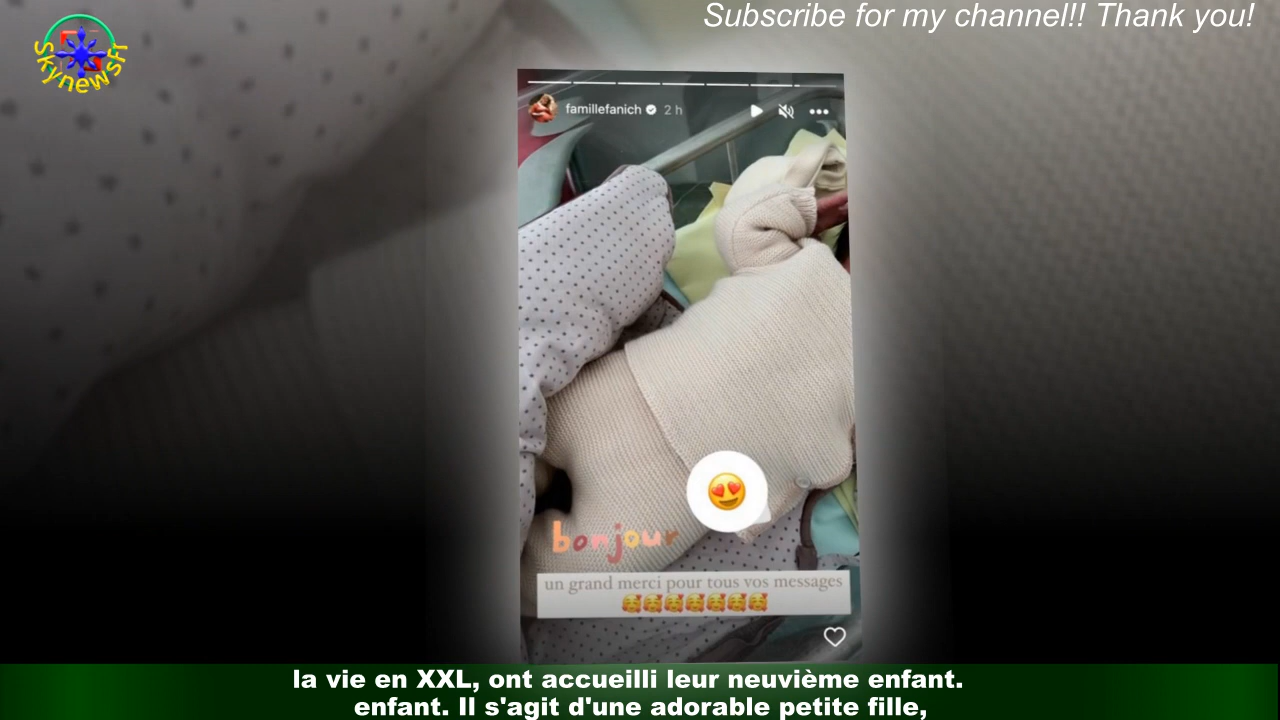 Subscribe for my channel!! Thank you!
SkynewsFr
famillefanich 2 h
bonjour
un grand merci pour tous vos messages
la vie en XXL, ont accueilli leur neuvième enfant.
enfant. Il s'agit d'une adorable petite fille,